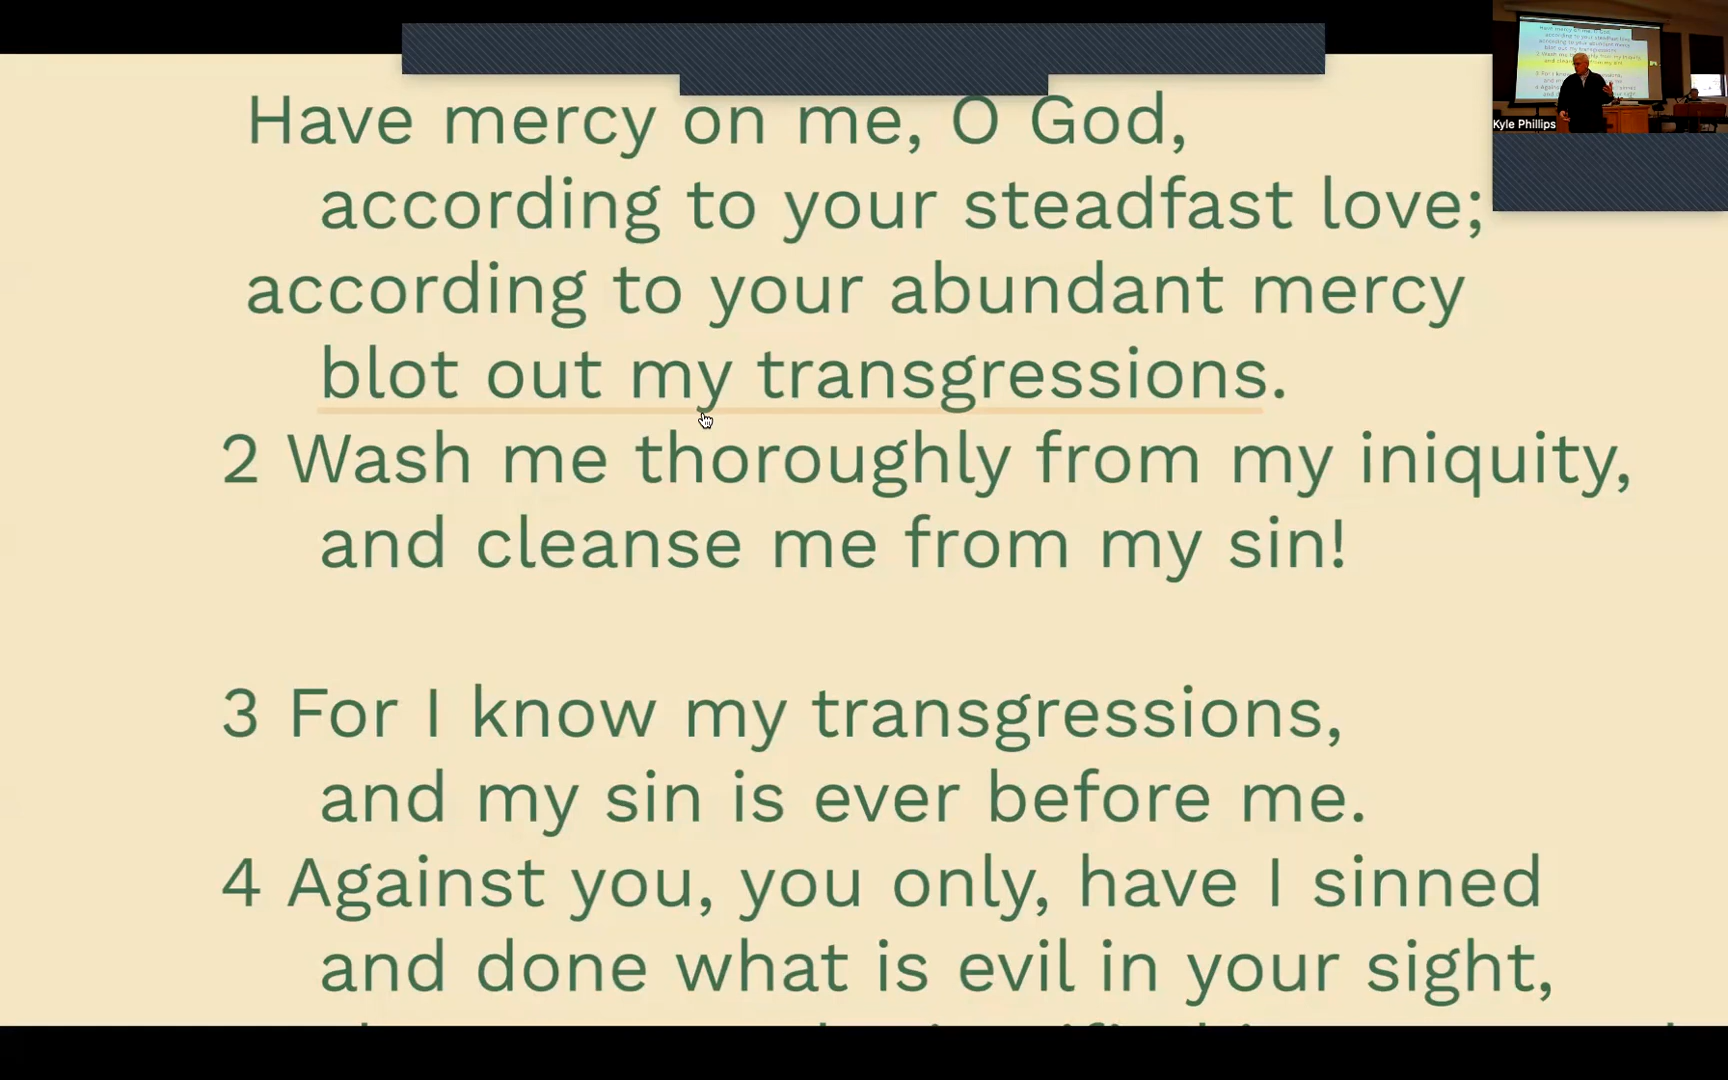 Have mercy on me, O God,
according to your steadfast love;
according to your abundant mercy
blot out my transgressions.
2 Wash me thoroughly from my iniquity,
and cleanse me from my sin!
3 For I know my transgressions,
and my sin is ever before me.
4 Against you, you only, have I sinned
and done what is evil in your sight,
Kyle Phillips